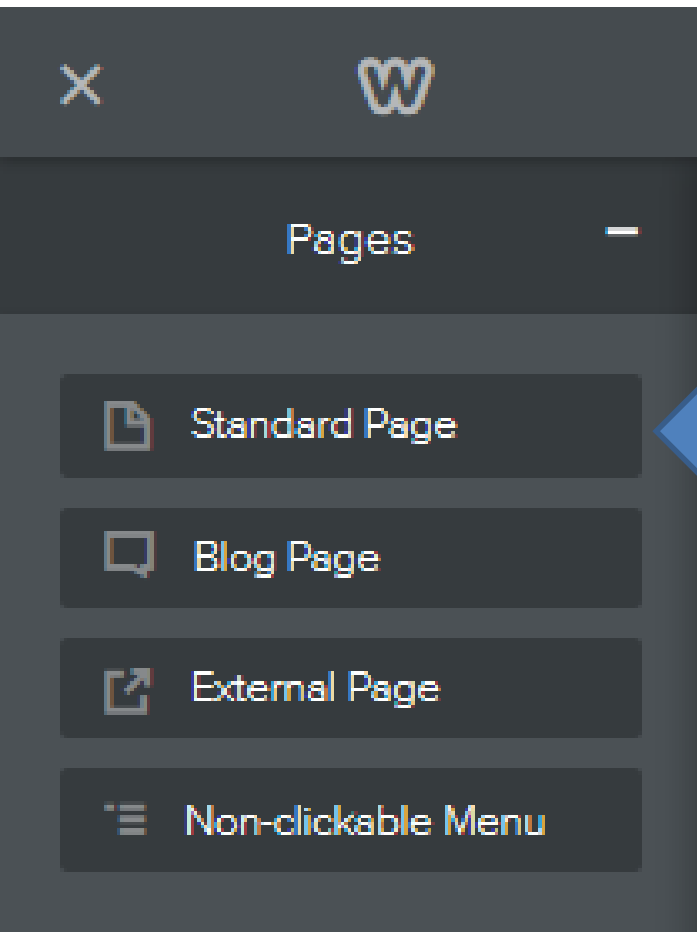 W
Pages
Standard Page
Blog Page
External Page
Non-clickable Menu